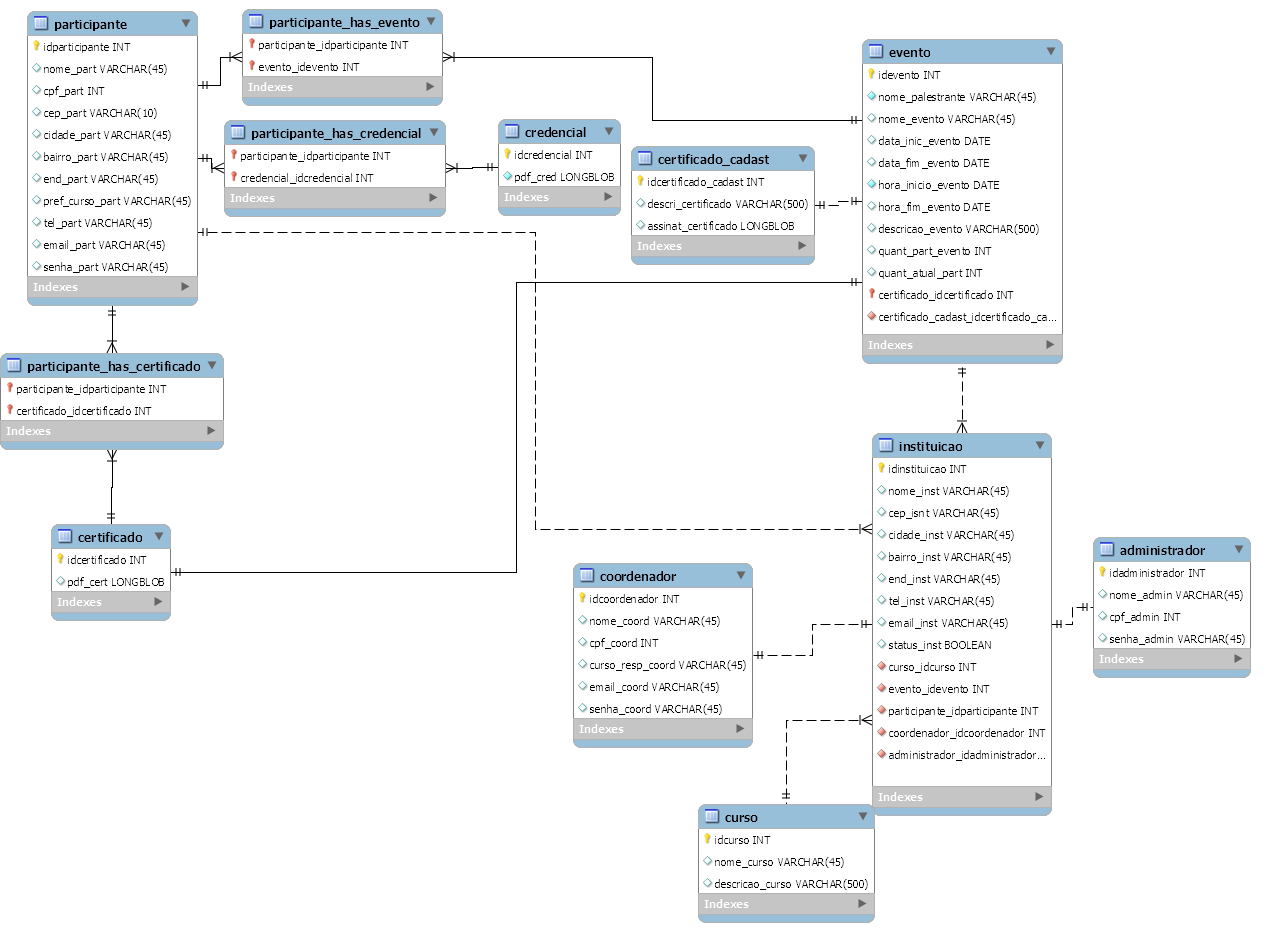 participante
idparticipante INT
nome_part VARCHAR(45)
cpf_part INT
cep_part VARCHAR(10)
cidade_part VARCHAR(45)
bairro_part VARCHAR(45)
end_part VARCHAR(45)
pref_curso_part VARCHAR(45)
tel_part VARCHAR(45)
email_part VARCHAR(45)
senha_part VARCHAR(45)
Indexes
participante_has_evento
participante_idparticipante INT
evento_idevento INT
Indexes
participante_has_credencial
participante_idparticipante INT
credencial_idcredencial INT
Indexes
credencial
idcredencial INT
pdf_cred LONGBLOB
Indexes
certificado_cadast
idcertificado_cadast INT
descri_certificado VARCHAR(500)
assinat_certificado LONGBLOB
Indexes
evento
idevento INT
nome_palestrante VARCHAR(45)
nome_evento VARCHAR(45)
data_inic_evento DATE
data_fim_evento DATE
hora_inicio_evento DATE
hora_fim_evento DATE
descricao_evento VARCHAR(500)
quant_part_evento INT
quant_atual_part INT
certificado_idcertificado INT
certificado_cadast_idcertificado_ca...
Indexes
participante_has_certificado
participante_idparticipante INT
certificado_idcertificado INT
Indexes
certificado
idcertificado INT
pdf_cert LONGBLOB
Indexes
instituicao
idinstituicao INT
nome_inst VARCHAR(45)
cep_isnt VARCHAR(45)
cidade_inst VARCHAR(45)
bairro_inst VARCHAR(45)
end_inst VARCHAR(45)
tel_inst VARCHAR(45)
email_inst VARCHAR(45)
status_inst BOOLEAN
curso_idcurso INT
evento_idevento INT
participante_idparticipante INT
coordenador_idcoordenador INT
administrador_idadministrador...
Indexes
administrador
idadministrador INT
nome_admin VARCHAR(45)
cpf_admin INT
senha_admin VARCHAR(45)
Indexes
coordenador
idcoordenador INT
nome_coord VARCHAR(45)
cpf_coord INT
curso_resp_coord VARCHAR(45)
email_coord VARCHAR(45)
senha_coord VARCHAR(45)
Indexes
curso
idcurso INT
nome_curso VARCHAR(45)
descricao_curso VARCHAR(500)
Indexes